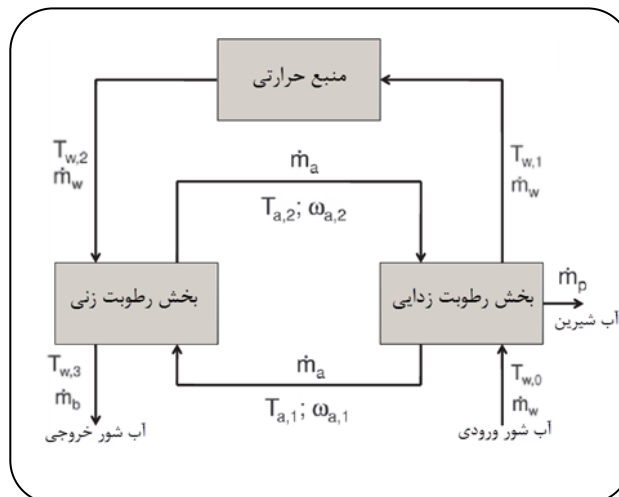 منبع حرارتی
T_{w,2}
ṁ_w
T_{w,1}
ṁ_w
ṁ_a
T_{a,2}; ω_{a,2}
بخش رطوبت زنی
بخش رطوبت زدایی
ṁ_p
آب شیرین
ṁ_a
T_{a,1}; ω_{a,1}
T_{w,3}
ṁ_b
آب شور خروجی
T_{w,0}
ṁ_w
آب شور ورودی